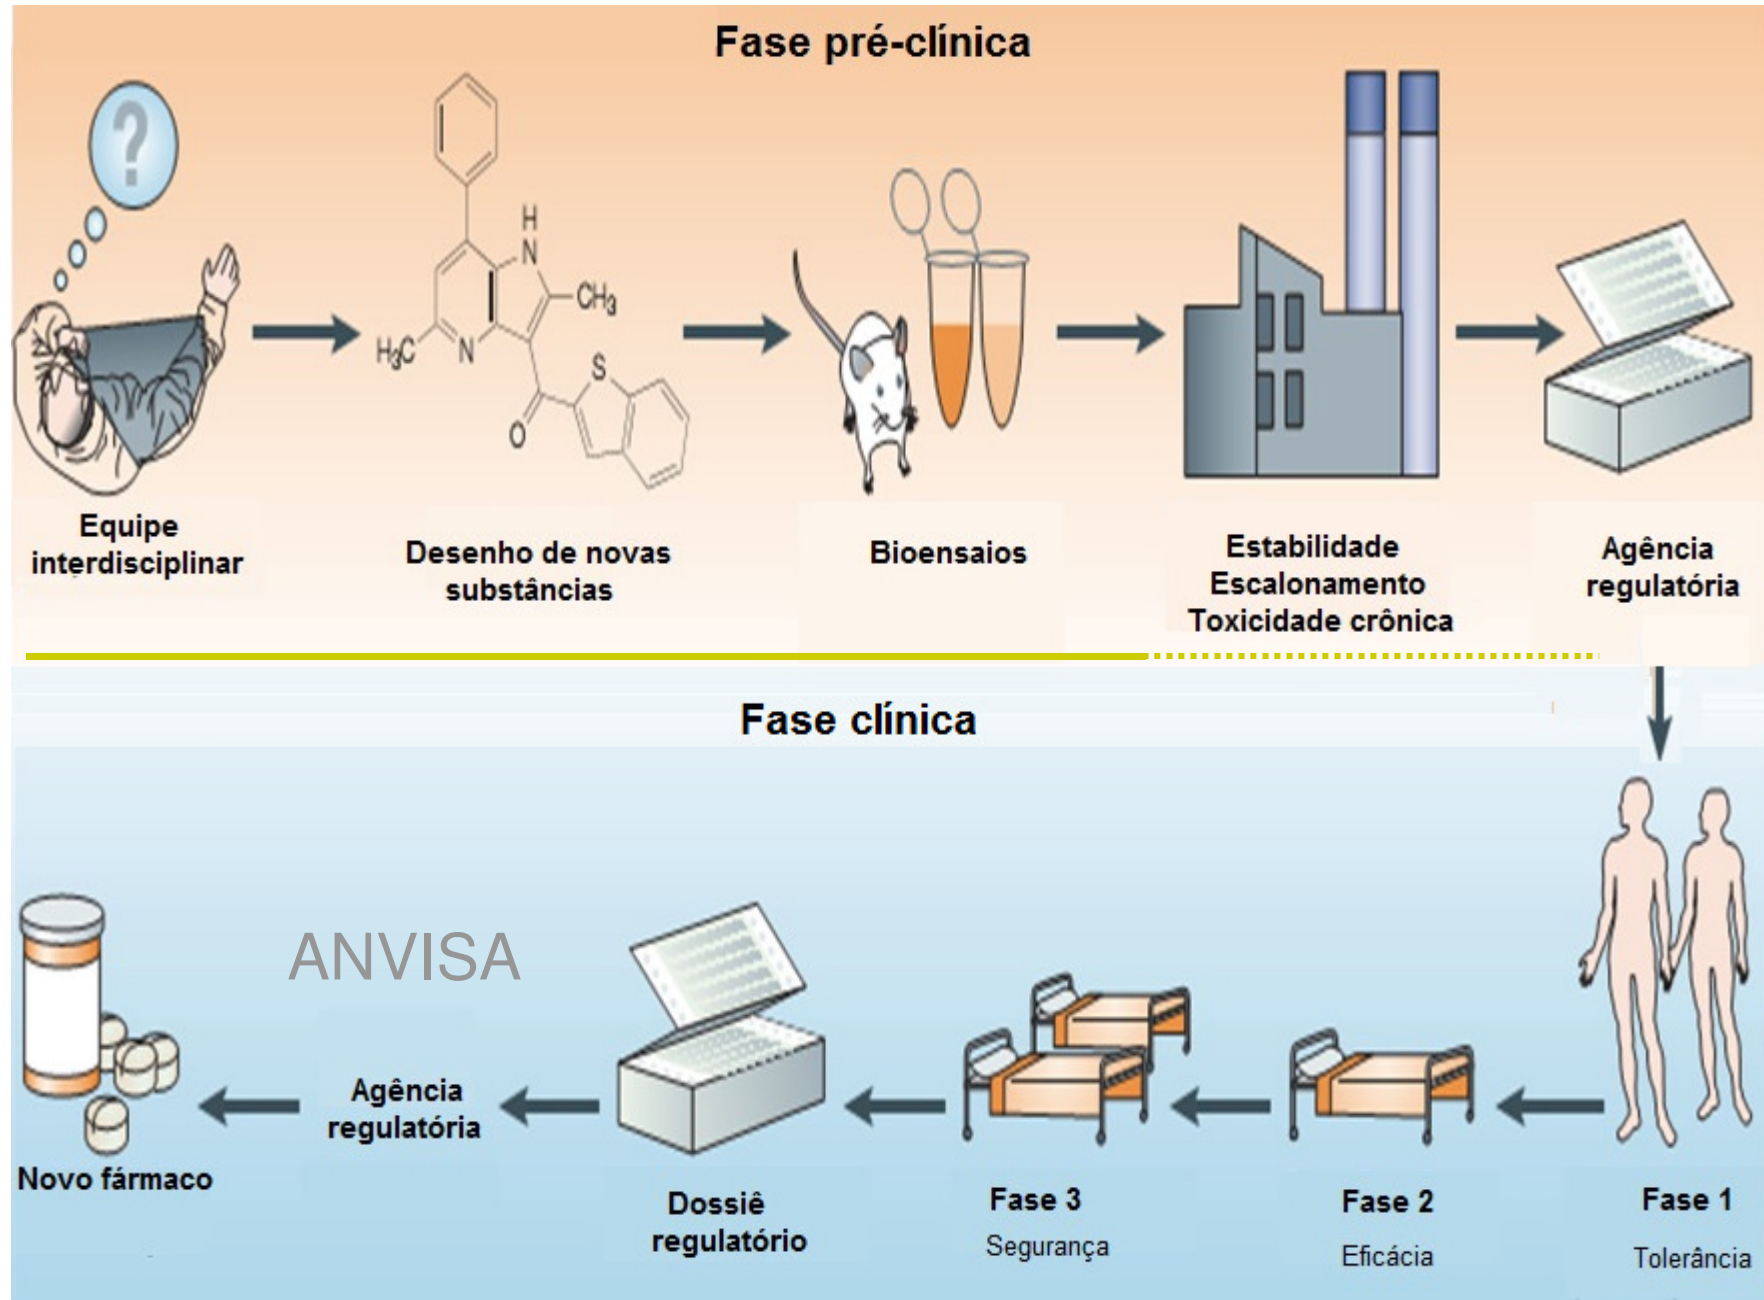 Fase pré-clínica
?
H
N
CH3
H3C
N
S
O
Equipe
interdisciplinar
Desenho de novas
substâncias
Bioensaios
Estabilidade
Escalonamento
Toxicidade crônica
Agência
regulatória
Fase clínica
ANVISA
Novo fármaco
Agência
regulatória
Dossiê
regulatório
Fase 3
Segurança
Fase 2
Eficácia
Fase 1
Tolerância